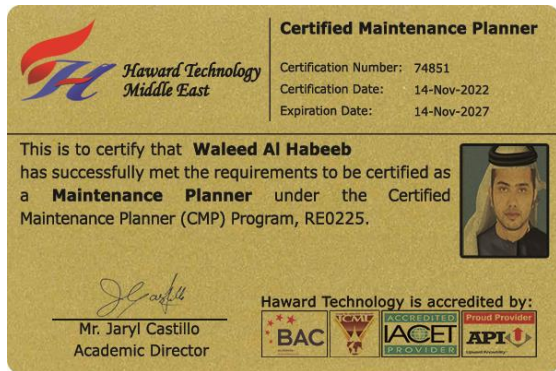 Certified Maintenance Planner
Haward Technology
Middle East
Certification Number: 74851
Certification Date: 14-Nov-2022
Expiration Date: 14-Nov-2027
This is to certify that Waleed Al Habeeb
has successfully met the requirements to be certified as
a Maintenance Planner under the Certified
Maintenance Planner (CMP) Program, RE0225.
Mr. Jaryl Castillo
Academic Director
Haward Technology is accredited by:
BAC
ACCREDITED
IACET
PROVIDER
Proud Provider
API